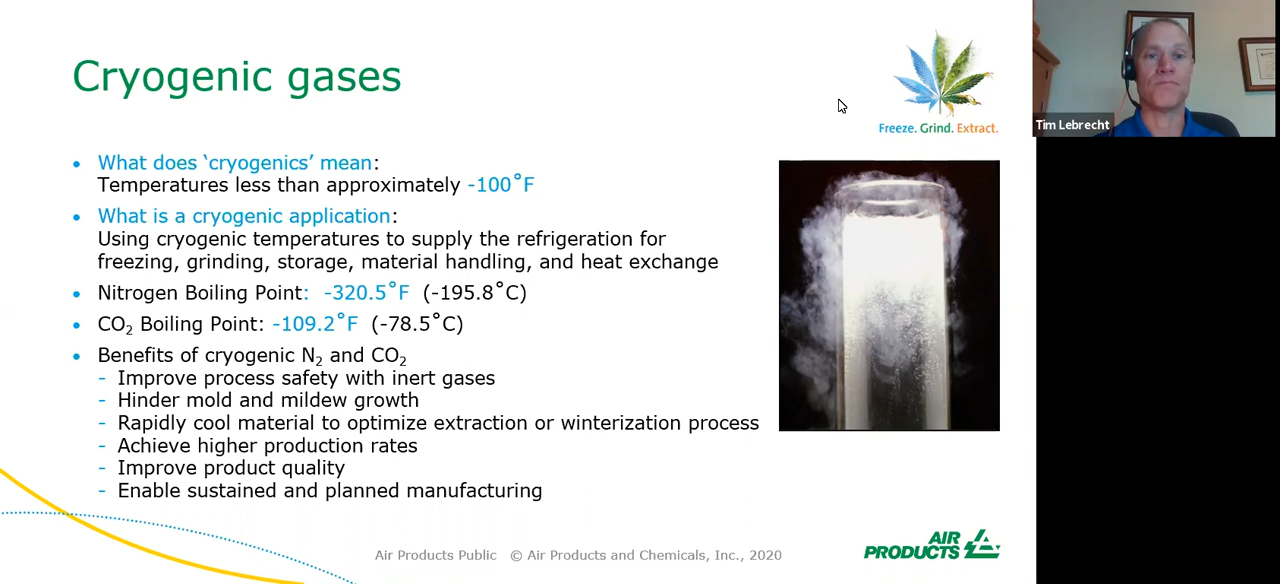 Cryogenic gases
Freeze. Grind. Extract.
Tim Lebrecht
• What does ‘cryogenics’ mean:
Temperatures less than approximately -100˚F
• What is a cryogenic application:
Using cryogenic temperatures to supply the refrigeration for
freezing, grinding, storage, material handling, and heat exchange
• Nitrogen Boiling Point: -320.5˚F (-195.8˚C)
• CO₂ Boiling Point: -109.2˚F (-78.5˚C)
• Benefits of cryogenic N₂ and CO₂
- Improve process safety with inert gases
- Hinder mold and mildew growth
- Rapidly cool material to optimize extraction or winterization process
- Achieve higher production rates
- Improve product quality
- Enable sustained and planned manufacturing
Air Products Public © Air Products and Chemicals, Inc., 2020
AIR
PRODUCTS